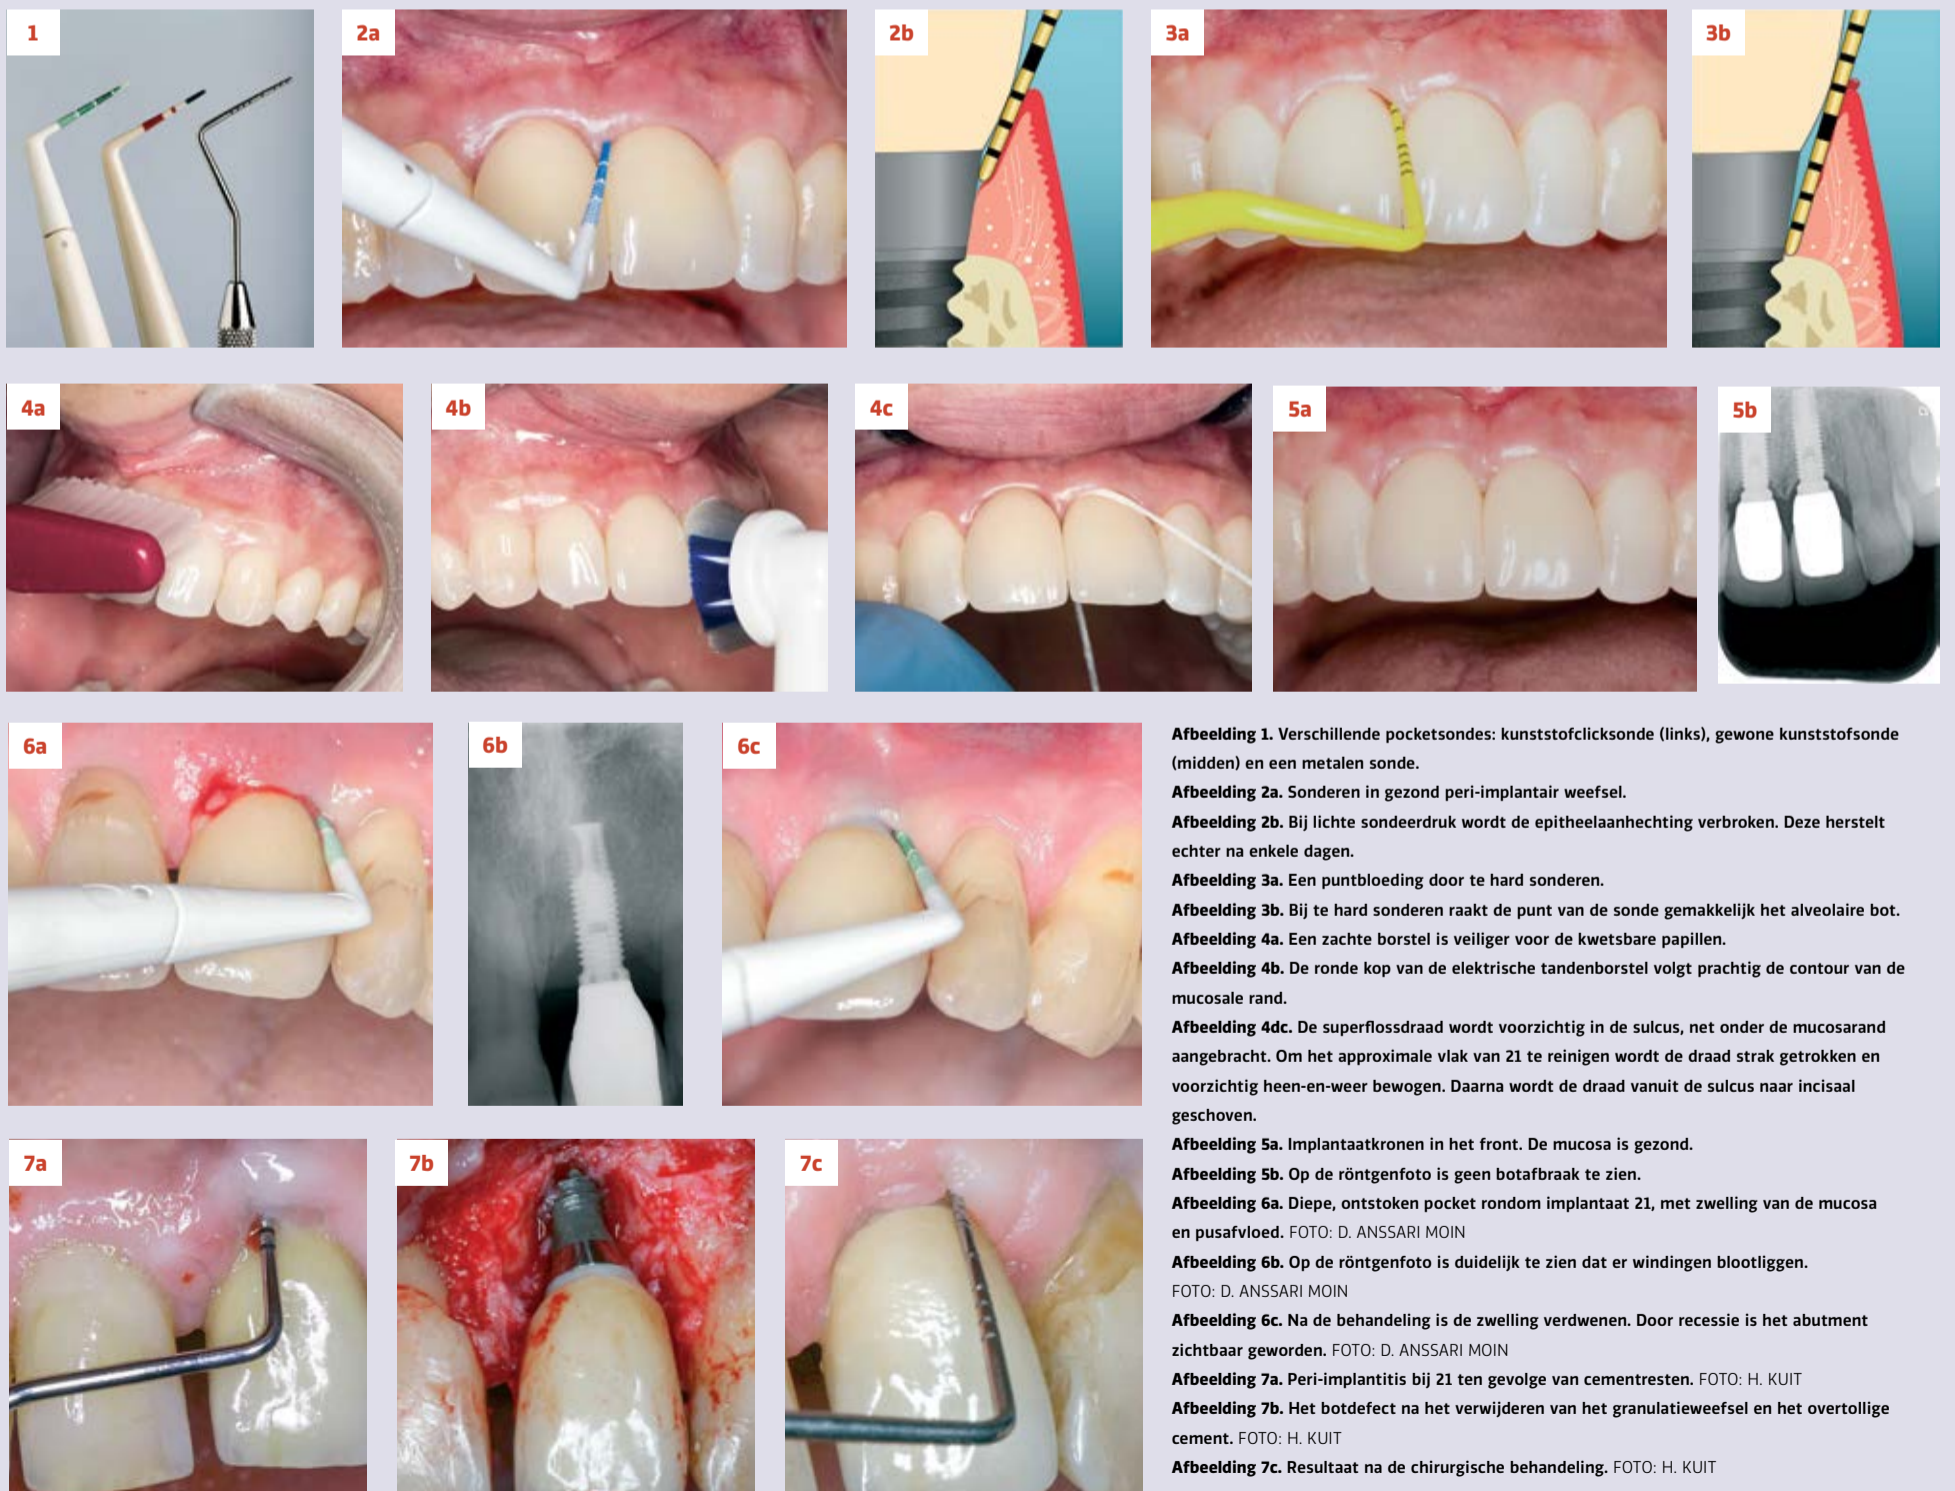 1
2a
2b
3a
3b
4a
4b
4c
5a
5b
6a
6b
6c
7a
7b
7c
Afbeelding 1. Verschillende pocketsondes: kunststofclicksonde (links), gewone kunststofsonde
(midden) en een metalen sonde.
Afbeelding 2a. Sonderen in gezond peri-implantair weefsel.
Afbeelding 2b. Bij lichte sondeerdruk wordt de epitheelaanhechting verbroken. Deze herstelt
echter na enkele dagen.
Afbeelding 3a. Een puntbloeding door te hard sonderen.
Afbeelding 3b. Bij te hard sonderen raakt de punt van de sonde gemakkelijk het alveolaire bot.
Afbeelding 4a. Een zachte borstel is veiliger voor de kwetsbare papillen.
Afbeelding 4b. De ronde kop van de elektrische tandenborstel volgt prachtig de contour van de
mucosale rand.
Afbeelding 4dc. De superflossdraad wordt voorzichtig in de sulcus, net onder de mucosarand
aangebracht. Om het approximale vlak van 21 te reinigen wordt de draad strak getrokken en
voorzichtig heen-en-weer bewogen. Daarna wordt de draad vanuit de sulcus naar incisaal
geschoven.
Afbeelding 5a. Implantaatkronen in het front. De mucosa is gezond.
Afbeelding 5b. Op de röntgenfoto is geen botafbraak te zien.
Afbeelding 6a. Diepe, ontstoken pocket rondom implantaat 21, met zwelling van de mucosa
en pusafvloed. FOTO: D. ANSSARI MOIN
Afbeelding 6b. Op de röntgenfoto is duidelijk te zien dat er windingen blootliggen.
FOTO: D. ANSSARI MOIN
Afbeelding 6c. Na de behandeling is de zwelling verdwenen. Door recessie is het abutment
zichtbaar geworden. FOTO: D. ANSSARI MOIN
Afbeelding 7a. Peri-implantitis bij 21 ten gevolge van cementresten. FOTO: H. KUIT
Afbeelding 7b. Het botdefect na het verwijderen van het granulatieweefsel en het overtollige
cement. FOTO: H. KUIT
Afbeelding 7c. Resultaat na de chirurgische behandeling. FOTO: H. KUIT